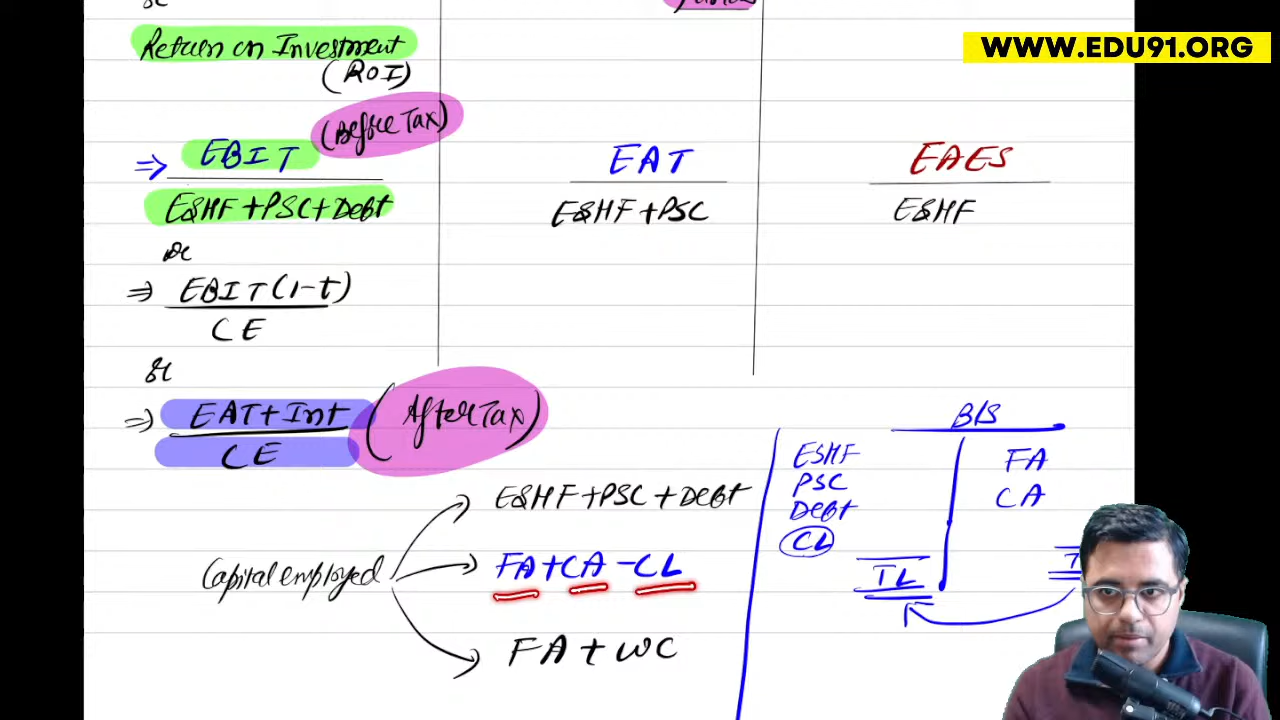 WWW.EDU91.ORG
Return on Investment
(ROI)
(Before Tax)
⇒ EBIT
ESHF+PSC+Debt
or
⇒ EBIT(1-t)
CE
or
⇒ EAT+Int
CE
(After Tax)
EAT
ESHF+PSC
EAES
ESHF
Capital employed
ESHF+PSC+Debt
FA+CA-CL
FA+WC
B/S
ESHF
PSC
Debt
CL
TL
FA
CA